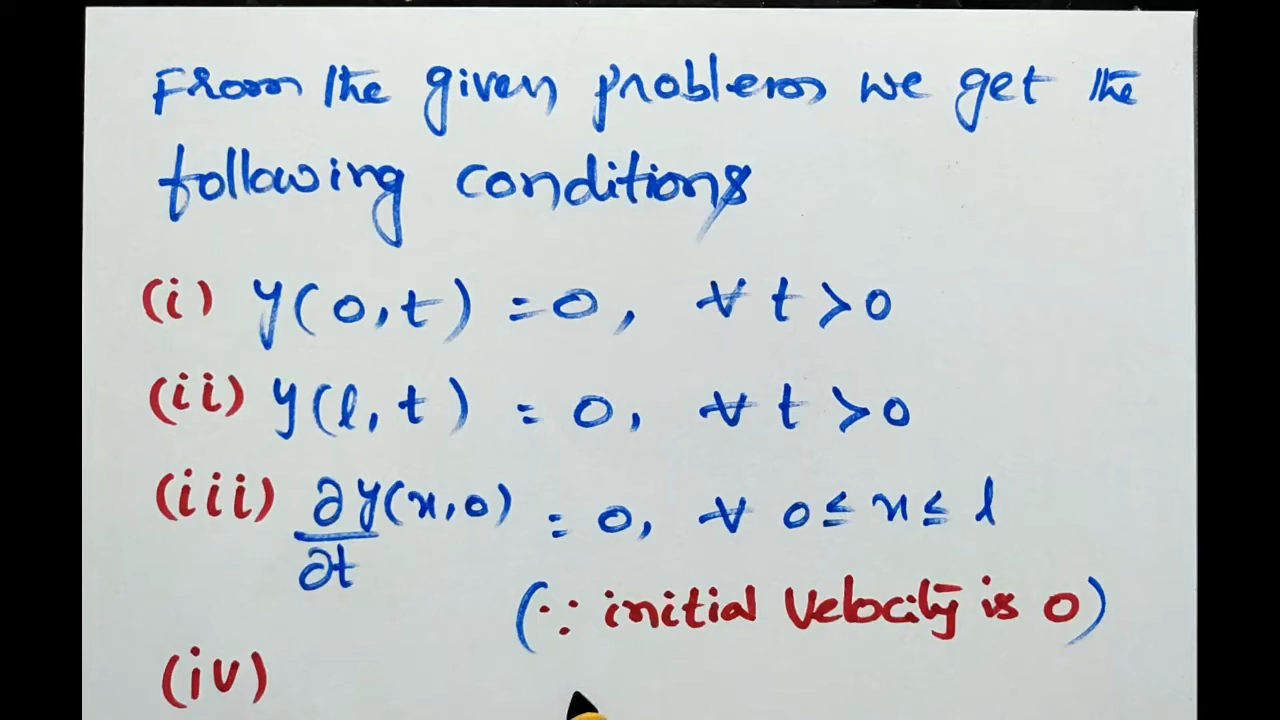 From the given problem we get the
following conditions
(i) y(0,t) = 0, ∀ t > 0
(ii) y(l,t) = 0, ∀ t > 0
(iii) ∂y(x,0)/∂t = 0, ∀ 0 ≤ x ≤ l
(∵ initial velocity is 0)
(iv)